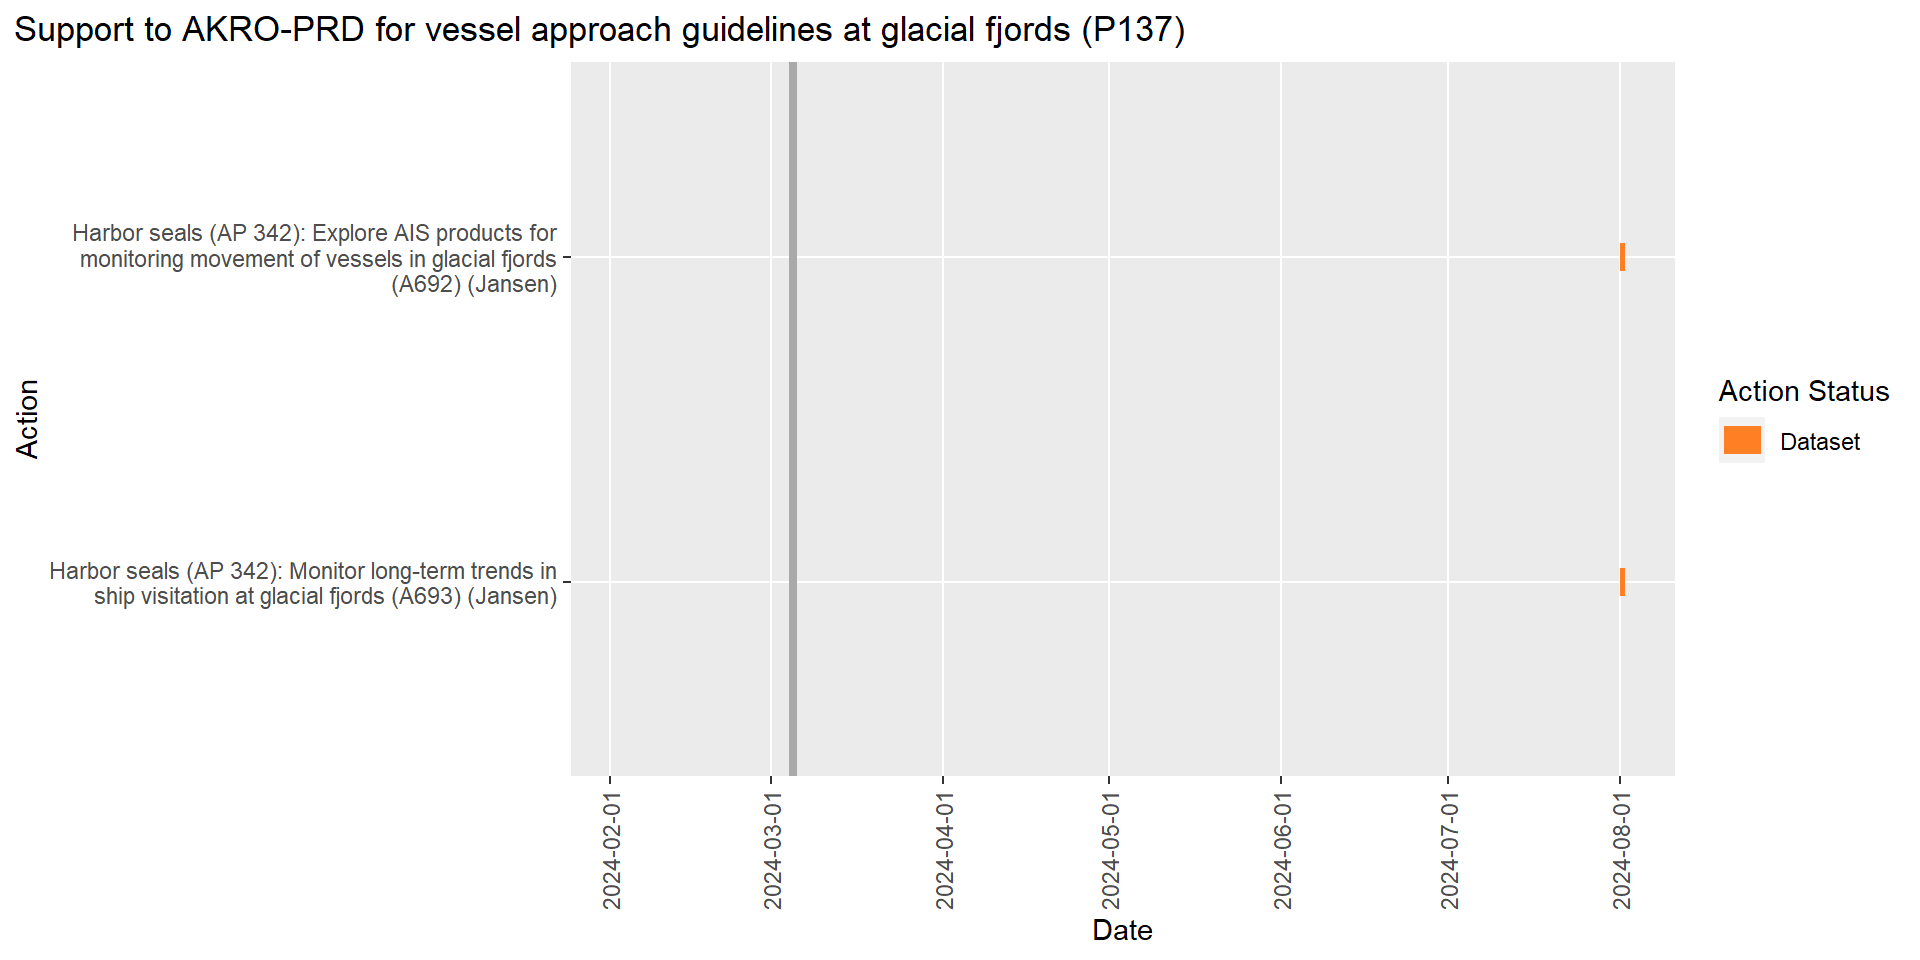 Support to AKRO-PRD for vessel approach guidelines at glacial fjords (P137)
Harbor seals (AP 342): Explore AIS products for
monitoring movement of vessels in glacial fjords
(A692) (Jansen)
Action
Harbor seals (AP 342): Monitor long-term trends in
ship visitation at glacial fjords (A693) (Jansen)
Action Status
Dataset
2024-02-01
2024-03-01
2024-04-01
2024-05-01
2024-06-01
2024-07-01
2024-08-01
Date